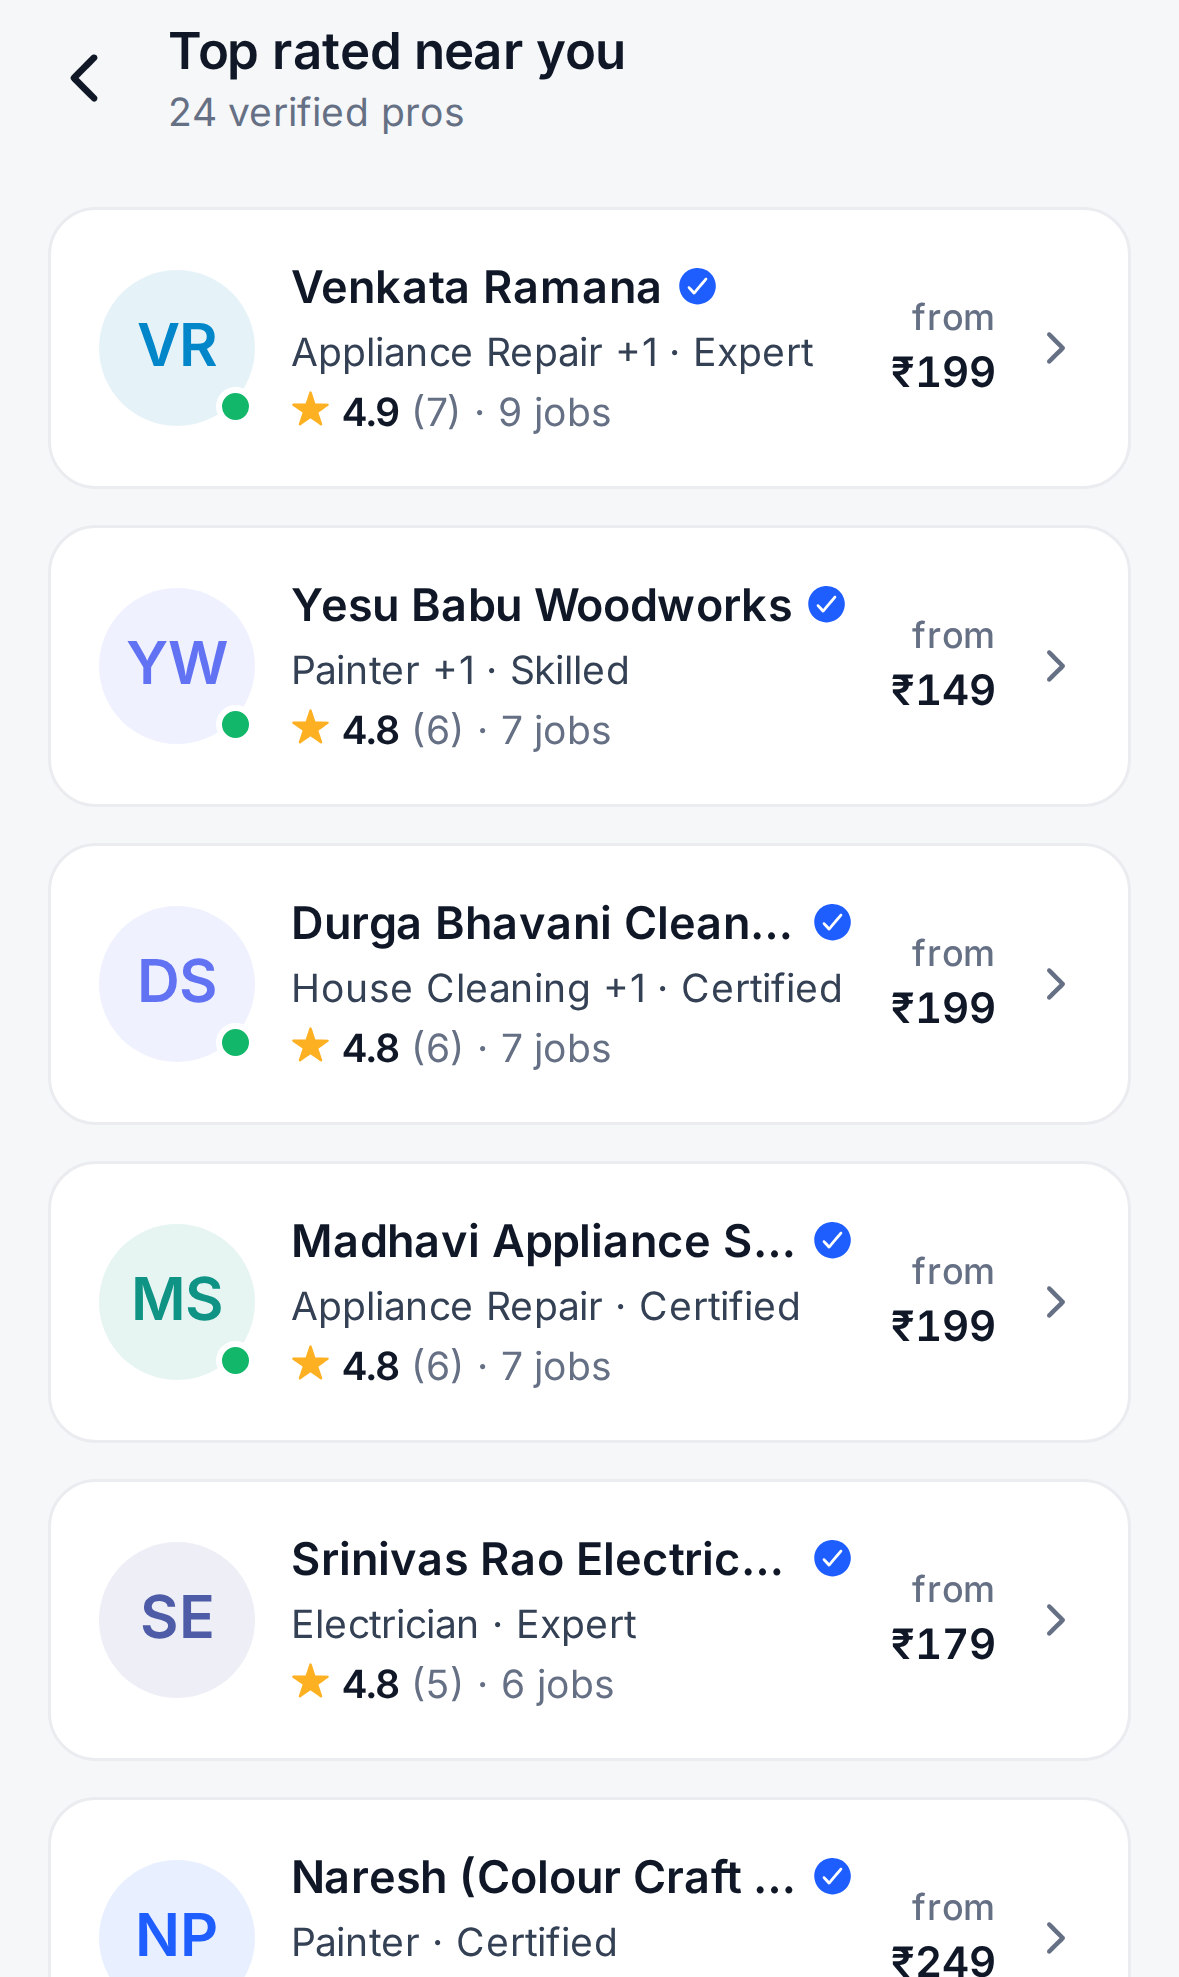 Top rated near you
24 verified pros
VR
Venkata Ramana
Appliance Repair +1 · Expert
4.9 (7) · 9 jobs
from
₹199
YW
Yesu Babu Woodworks
Painter +1 · Skilled
4.8 (6) · 7 jobs
from
₹149
DS
Durga Bhavani Clean...
House Cleaning +1 · Certified
4.8 (6) · 7 jobs
from
₹199
MS
Madhavi Appliance S...
Appliance Repair · Certified
4.8 (6) · 7 jobs
from
₹199
SE
Srinivas Rao Electric...
Electrician · Expert
4.8 (5) · 6 jobs
from
₹179
NP
Naresh (Colour Craft ...
Painter · Certified
from
₹249